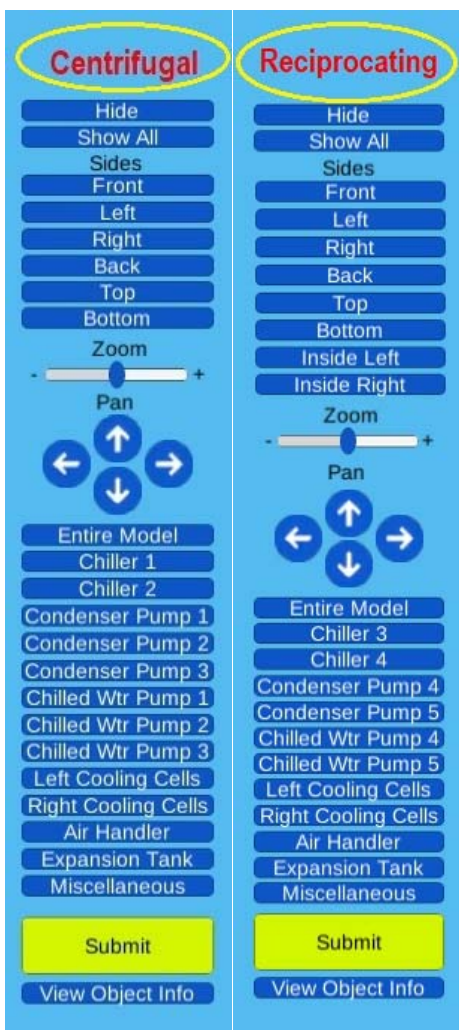 Centrifugal
Hide
Show All
Sides
Front
Left
Right
Back
Top
Bottom
Zoom
- +
Pan
Entire Model
Chiller 1
Chiller 2
Condenser Pump 1
Condenser Pump 2
Condenser Pump 3
Chilled Wtr Pump 1
Chilled Wtr Pump 2
Chilled Wtr Pump 3
Left Cooling Cells
Right Cooling Cells
Air Handler
Expansion Tank
Miscellaneous
Submit
View Object Info
Reciprocating
Hide
Show All
Sides
Front
Left
Right
Back
Top
Bottom
Inside Left
Inside Right
Zoom
- +
Pan
Entire Model
Chiller 3
Chiller 4
Condenser Pump 4
Condenser Pump 5
Chilled Wtr Pump 4
Chilled Wtr Pump 5
Left Cooling Cells
Right Cooling Cells
Air Handler
Expansion Tank
Miscellaneous
Submit
View Object Info